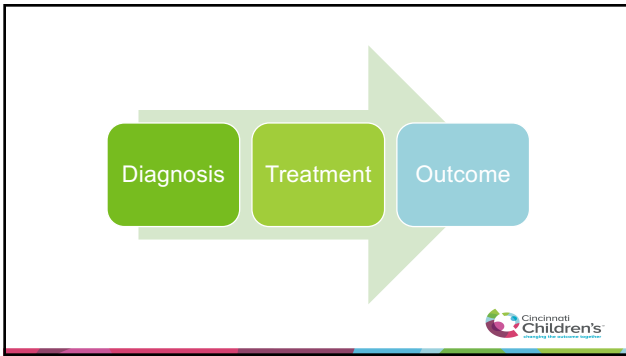 Diagnosis
Treatment
Outcome
Cincinnati
Children's
changing the outcome together